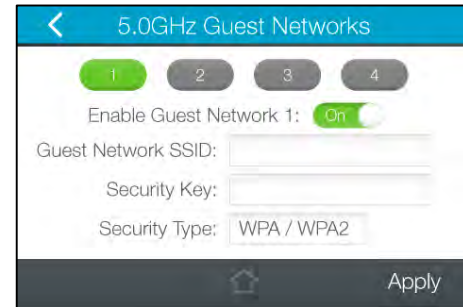 5.0GHz Guest Networks
1 2 3 4
Enable Guest Network 1: On
Guest Network SSID:
Security Key:
Security Type: WPA / WPA2
Apply